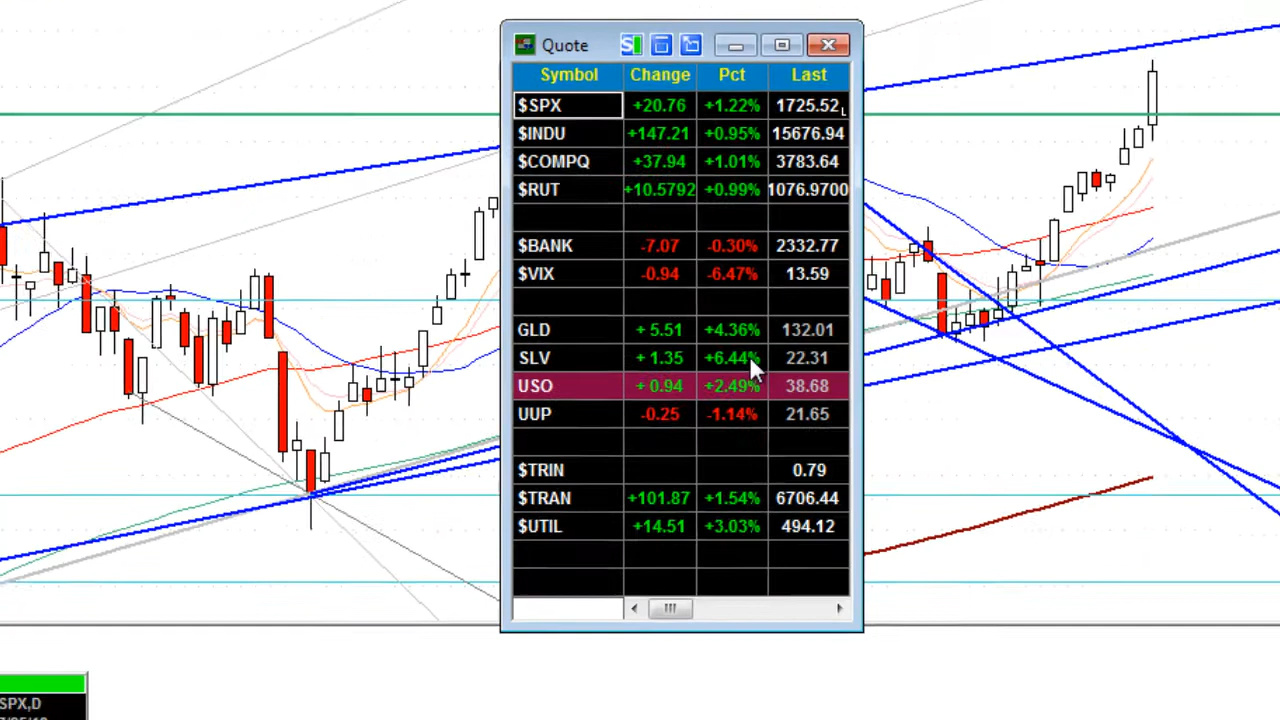 Quote
Symbol Change Pct Last
$SPX +20.76 +1.22% 1725.52L
$INDU +147.21 +0.95% 15676.94
$COMPQ +37.94 +1.01% 3783.64
$RUT +10.5792 +0.99% 1076.9700
$BANK -7.07 -0.30% 2332.77
$VIX -0.94 -6.47% 13.59
GLD + 5.51 +4.36% 132.01
SLV + 1.35 +6.44% 22.31
USO + 0.94 +2.49% 38.68
UUP -0.25 -1.14% 21.65
$TRIN 0.79
$TRAN +101.87 +1.54% 6706.44
$UTIL +14.51 +3.03% 494.12
SPX,D